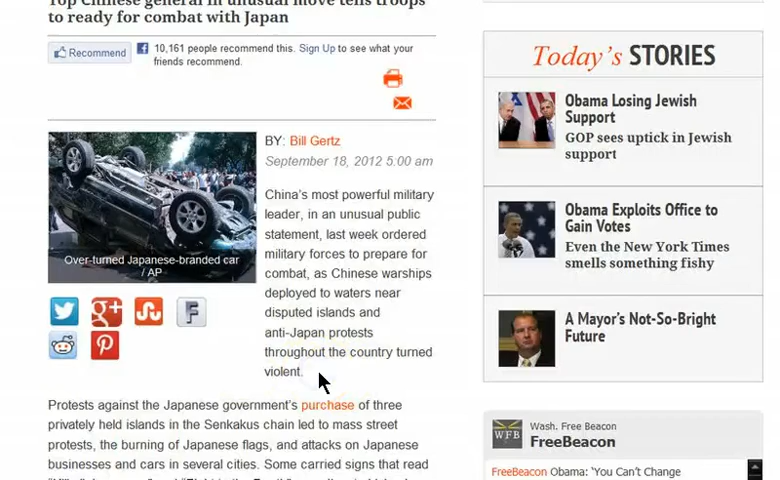 Top Chinese general in unusual move tells troops
to ready for combat with Japan
Recommend
10,161 people recommend this. Sign Up to see what your
friends recommend.
BY: Bill Gertz
September 18, 2012 5:00 am
China's most powerful military
leader, in an unusual public
statement, last week ordered
military forces to prepare for
combat, as Chinese warships
deployed to waters near
disputed islands and
anti-Japan protests
throughout the country turned
violent.
Over-turned Japanese-branded car
/ AP
Protests against the Japanese government's purchase of three
privately held islands in the Senkakus chain led to mass street
protests, the burning of Japanese flags, and attacks on Japanese
businesses and cars in several cities. Some carried signs that read
Today's STORIES
Obama Losing Jewish
Support
GOP sees uptick in Jewish
support
Obama Exploits Office to
Gain Votes
Even the New York Times
smells something fishy
A Mayor's Not-So-Bright
Future
WFB
Wash. Free Beacon
FreeBeacon
FreeBeacon Obama: 'You Can't Change